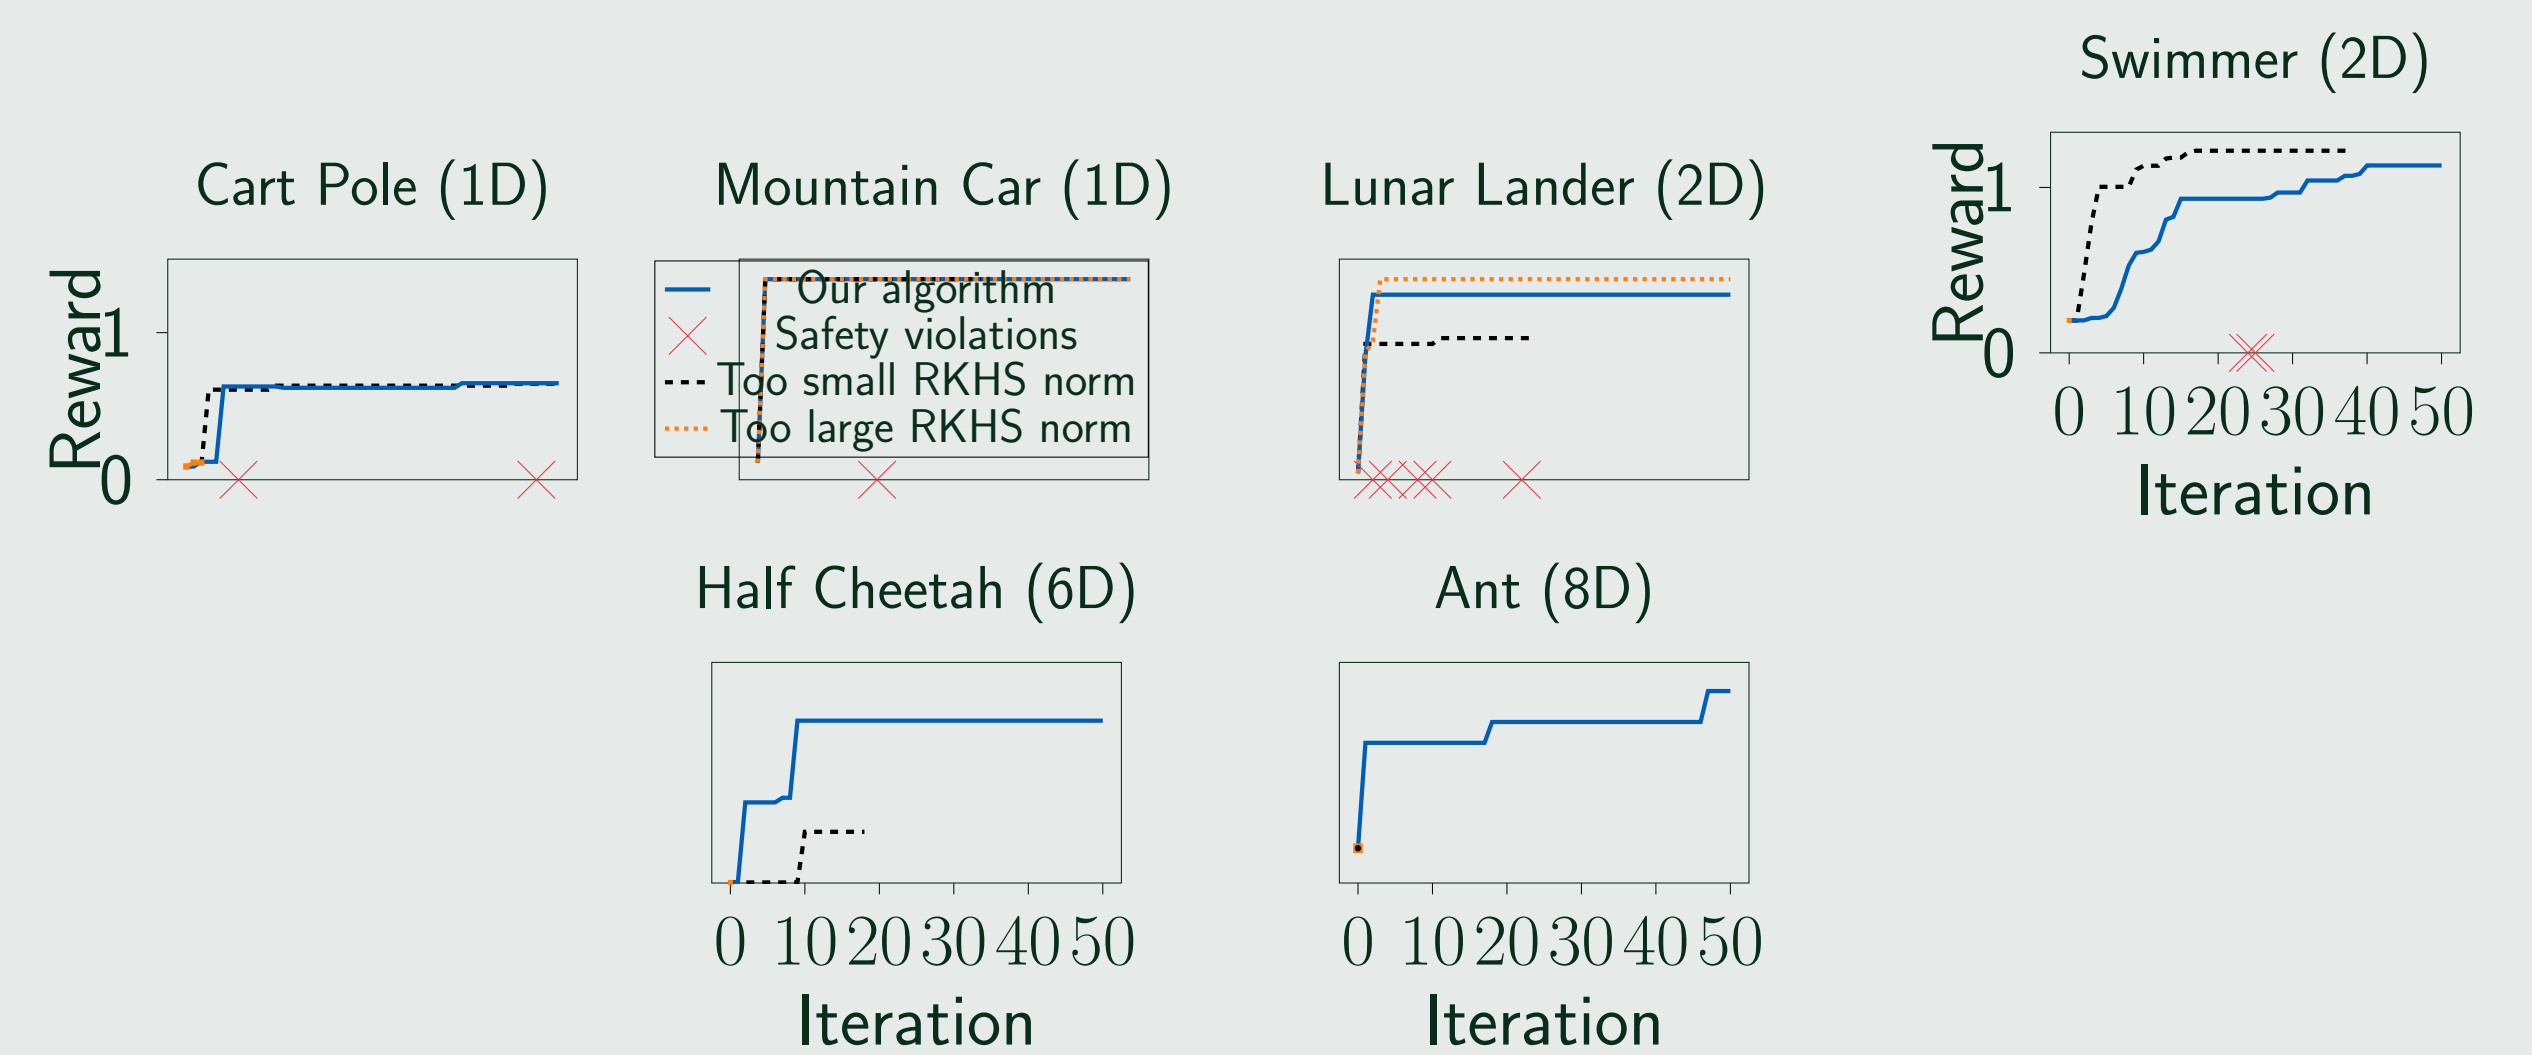 Swimmer (2D)
Cart Pole (1D)
Mountain Car (1D)
Lunar Lander (2D)
Reward
1
0
Our algorithm
Safety violations
Too small RKHS norm
Too large RKHS norm
Reward
1
0
0 10 20 30 40 50
Iteration
Half Cheetah (6D)
Ant (8D)
0 10 20 30 40 50
Iteration
0 10 20 30 40 50
Iteration